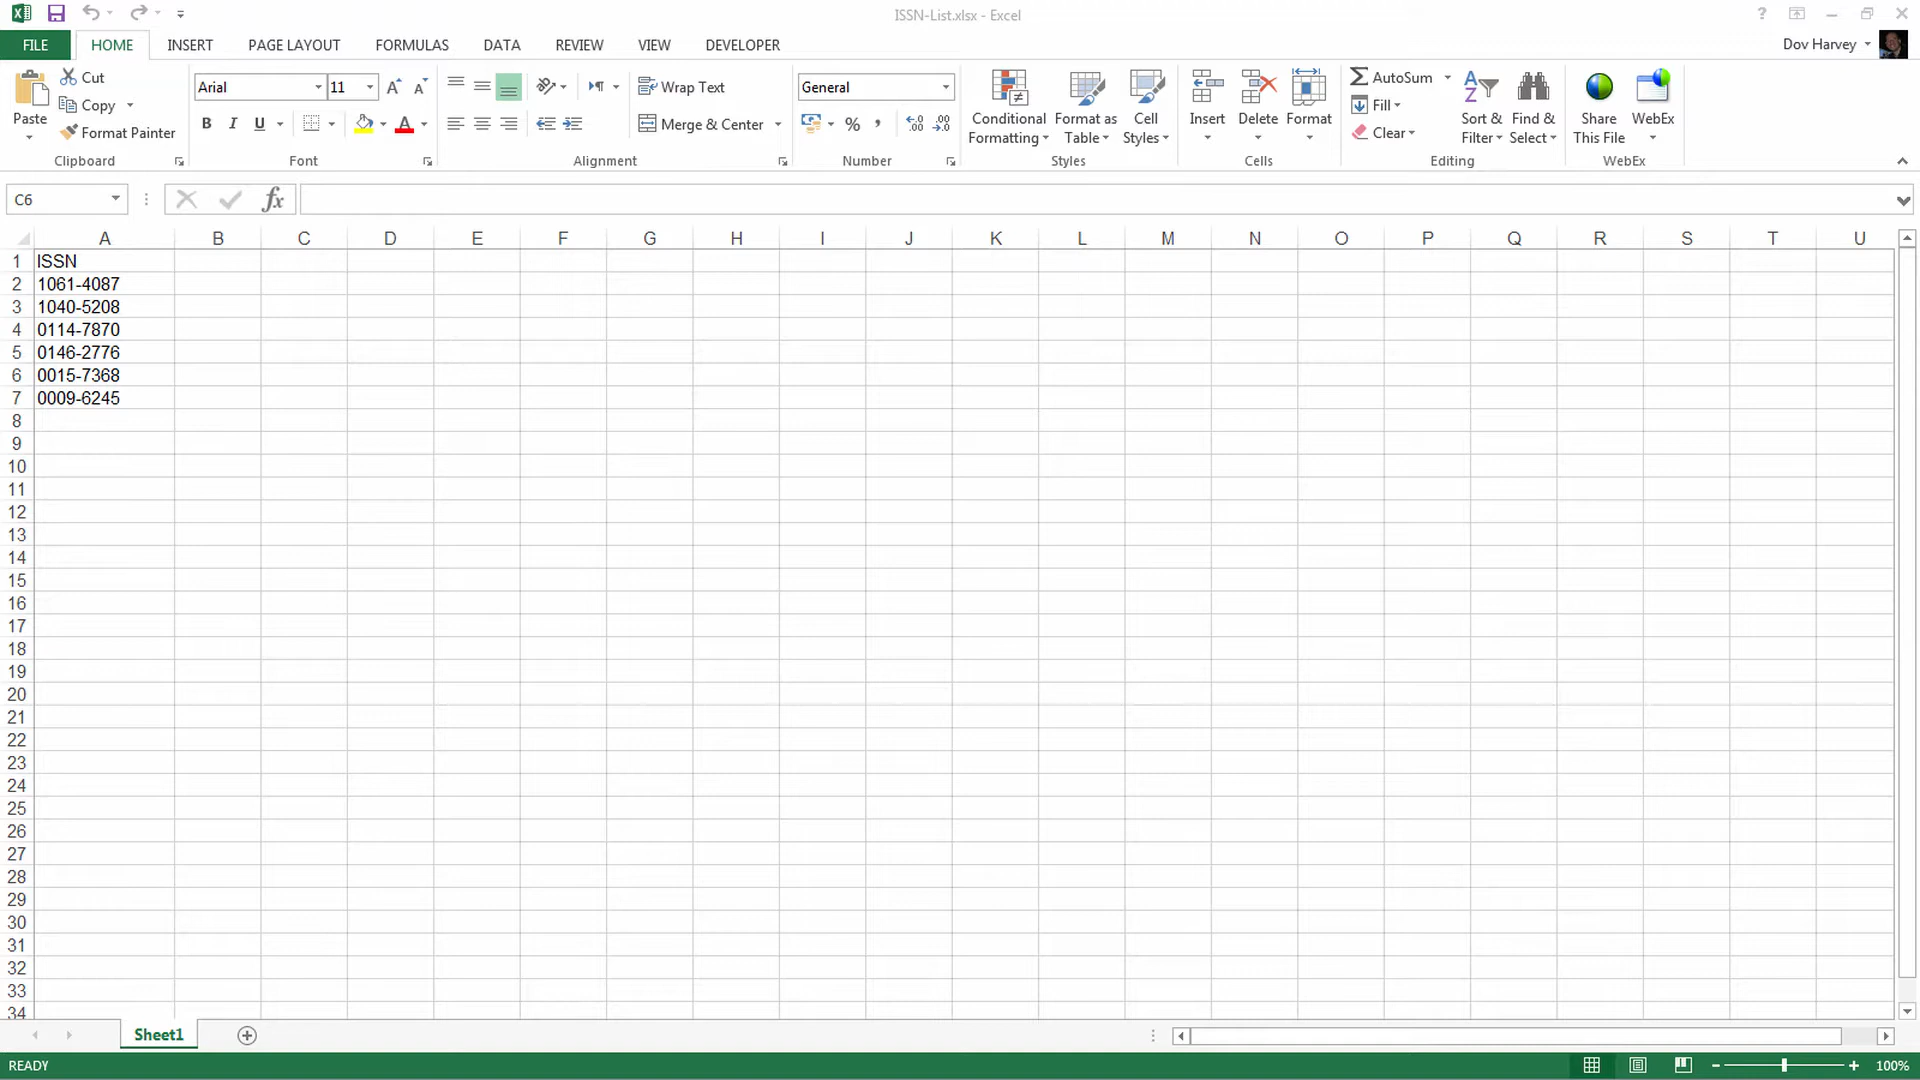 ISSN-List.xlsx - Excel
?
FILE HOME INSERT PAGE LAYOUT FORMULAS DATA REVIEW VIEW DEVELOPER
Dov Harvey
Paste
Cut
Copy
Format Painter
Clipboard
Arial 11
B I U
Font
Wrap Text
Merge & Center
Alignment
General
%
Number
Conditional Formatting
Format as Table
Cell Styles
Styles
Insert
Delete
Format
Cells
AutoSum
Fill
Clear
Sort & Filter
Find & Select
Editing
Share This File
WebEx
WebEx
C6
fx
A B C D E F G H I J K L M N O P Q R S T U
1 ISSN
2 1061-4087
3 1040-5208
4 0114-7870
5 0146-2776
6 0015-7368
7 0009-6245
8
9
10
11
12
13
14
15
16
17
18
19
20
21
22
23
24
25
26
27
28
29
30
31
32
33
34
Sheet1
READY
100%